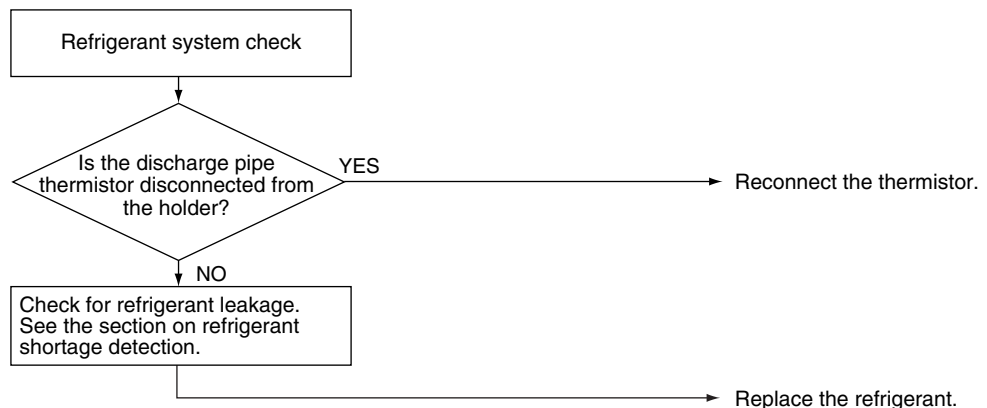 Refrigerant system check
Is the discharge pipe
thermistor disconnected from
the holder?
YES
Reconnect the thermistor.
NO
Check for refrigerant leakage.
See the section on refrigerant
shortage detection.
Replace the refrigerant.